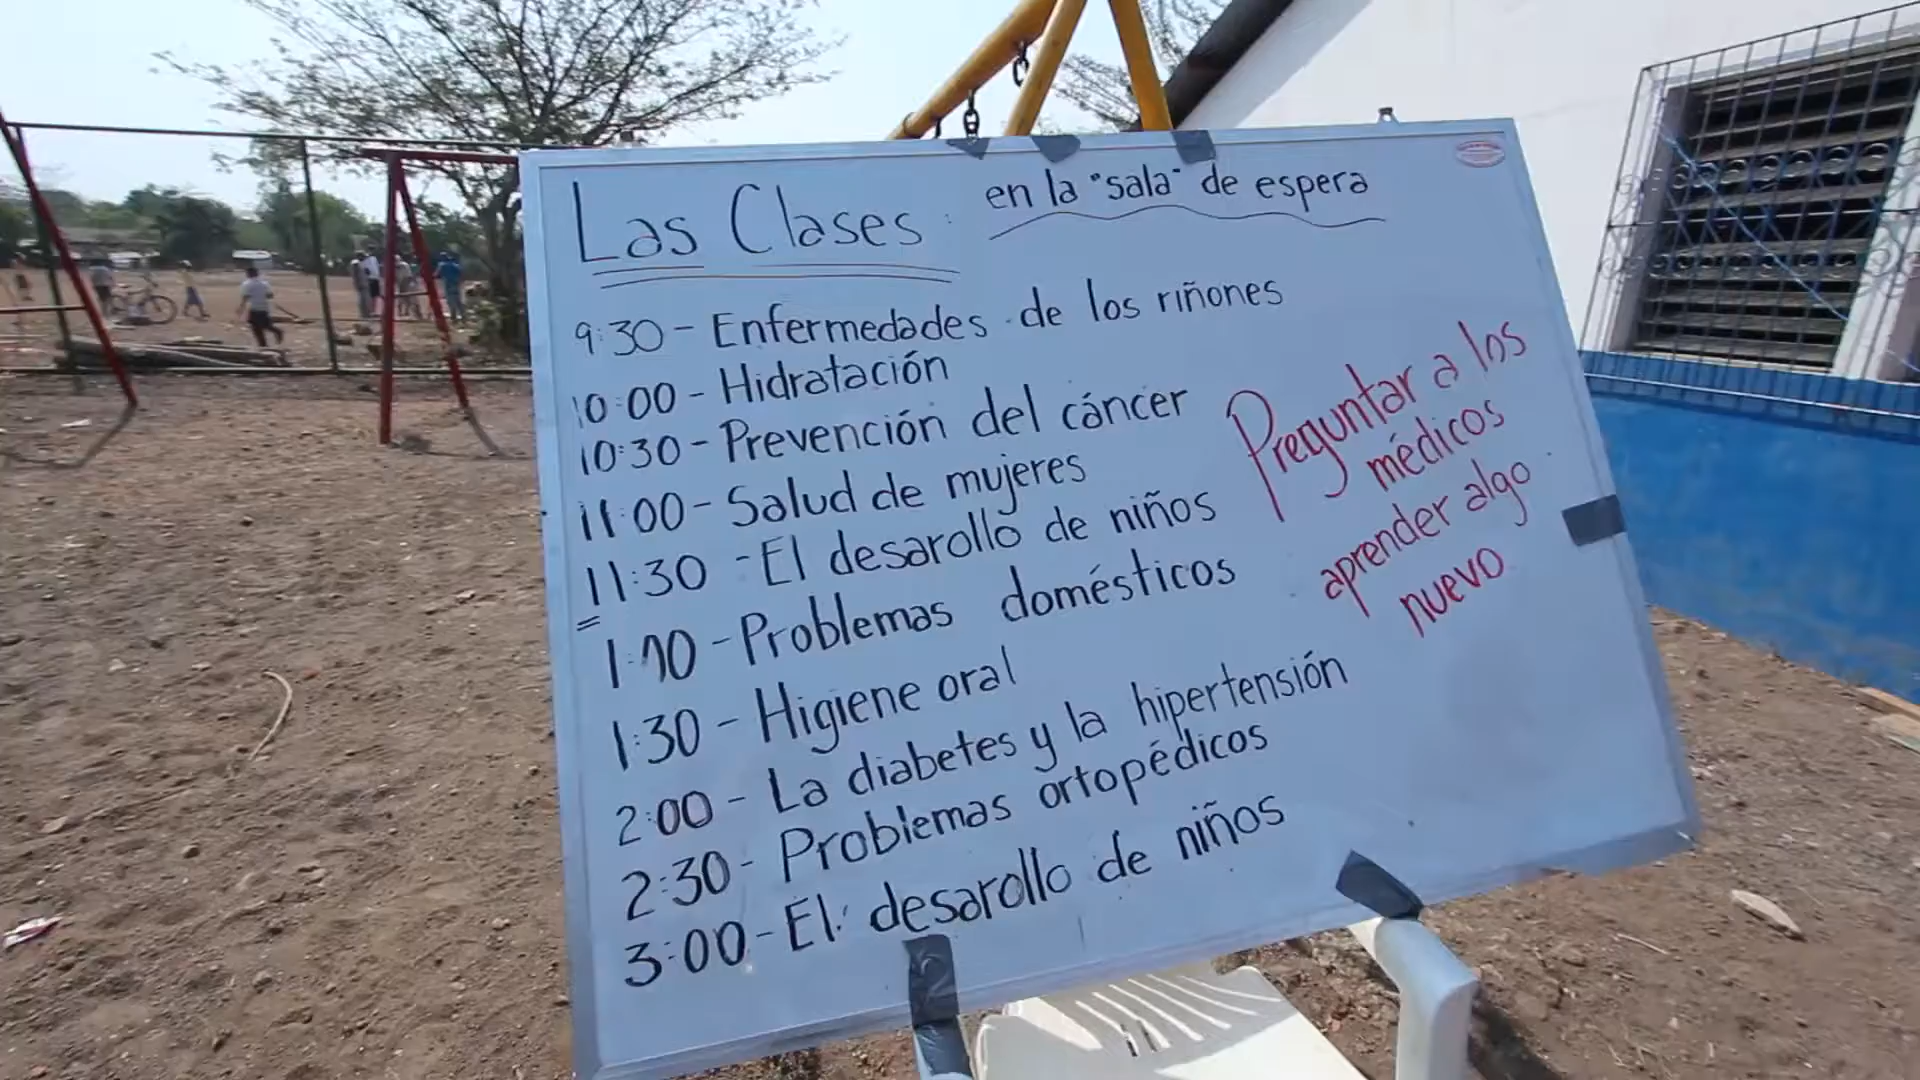 Las Clases: en la "sala" de espera
9:30 - Enfermedades de los riñones
10:00 - Hidratación
10:30 - Prevención del cáncer
11:00 - Salud de mujeres
11:30 - El desarollo de niños
1:10 - Problemas domésticos
1:30 - Higiene oral
2:00 - La diabetes y la hipertensión
2:30 - Problemas ortopédicos
3:00 - El desarollo de niños
Preguntar a los
médicos
aprender algo
nuevo